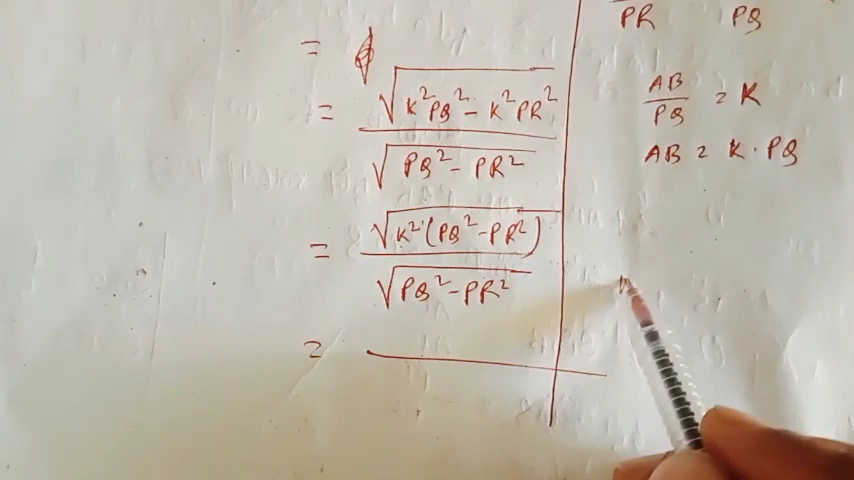 PR PQ
=
= √K²PQ² - K²PR²
√PQ² - PR²
= √K²(PQ² - PR²)
√PQ² - PR²
=
AB
PQ = K
AB = K · PQ